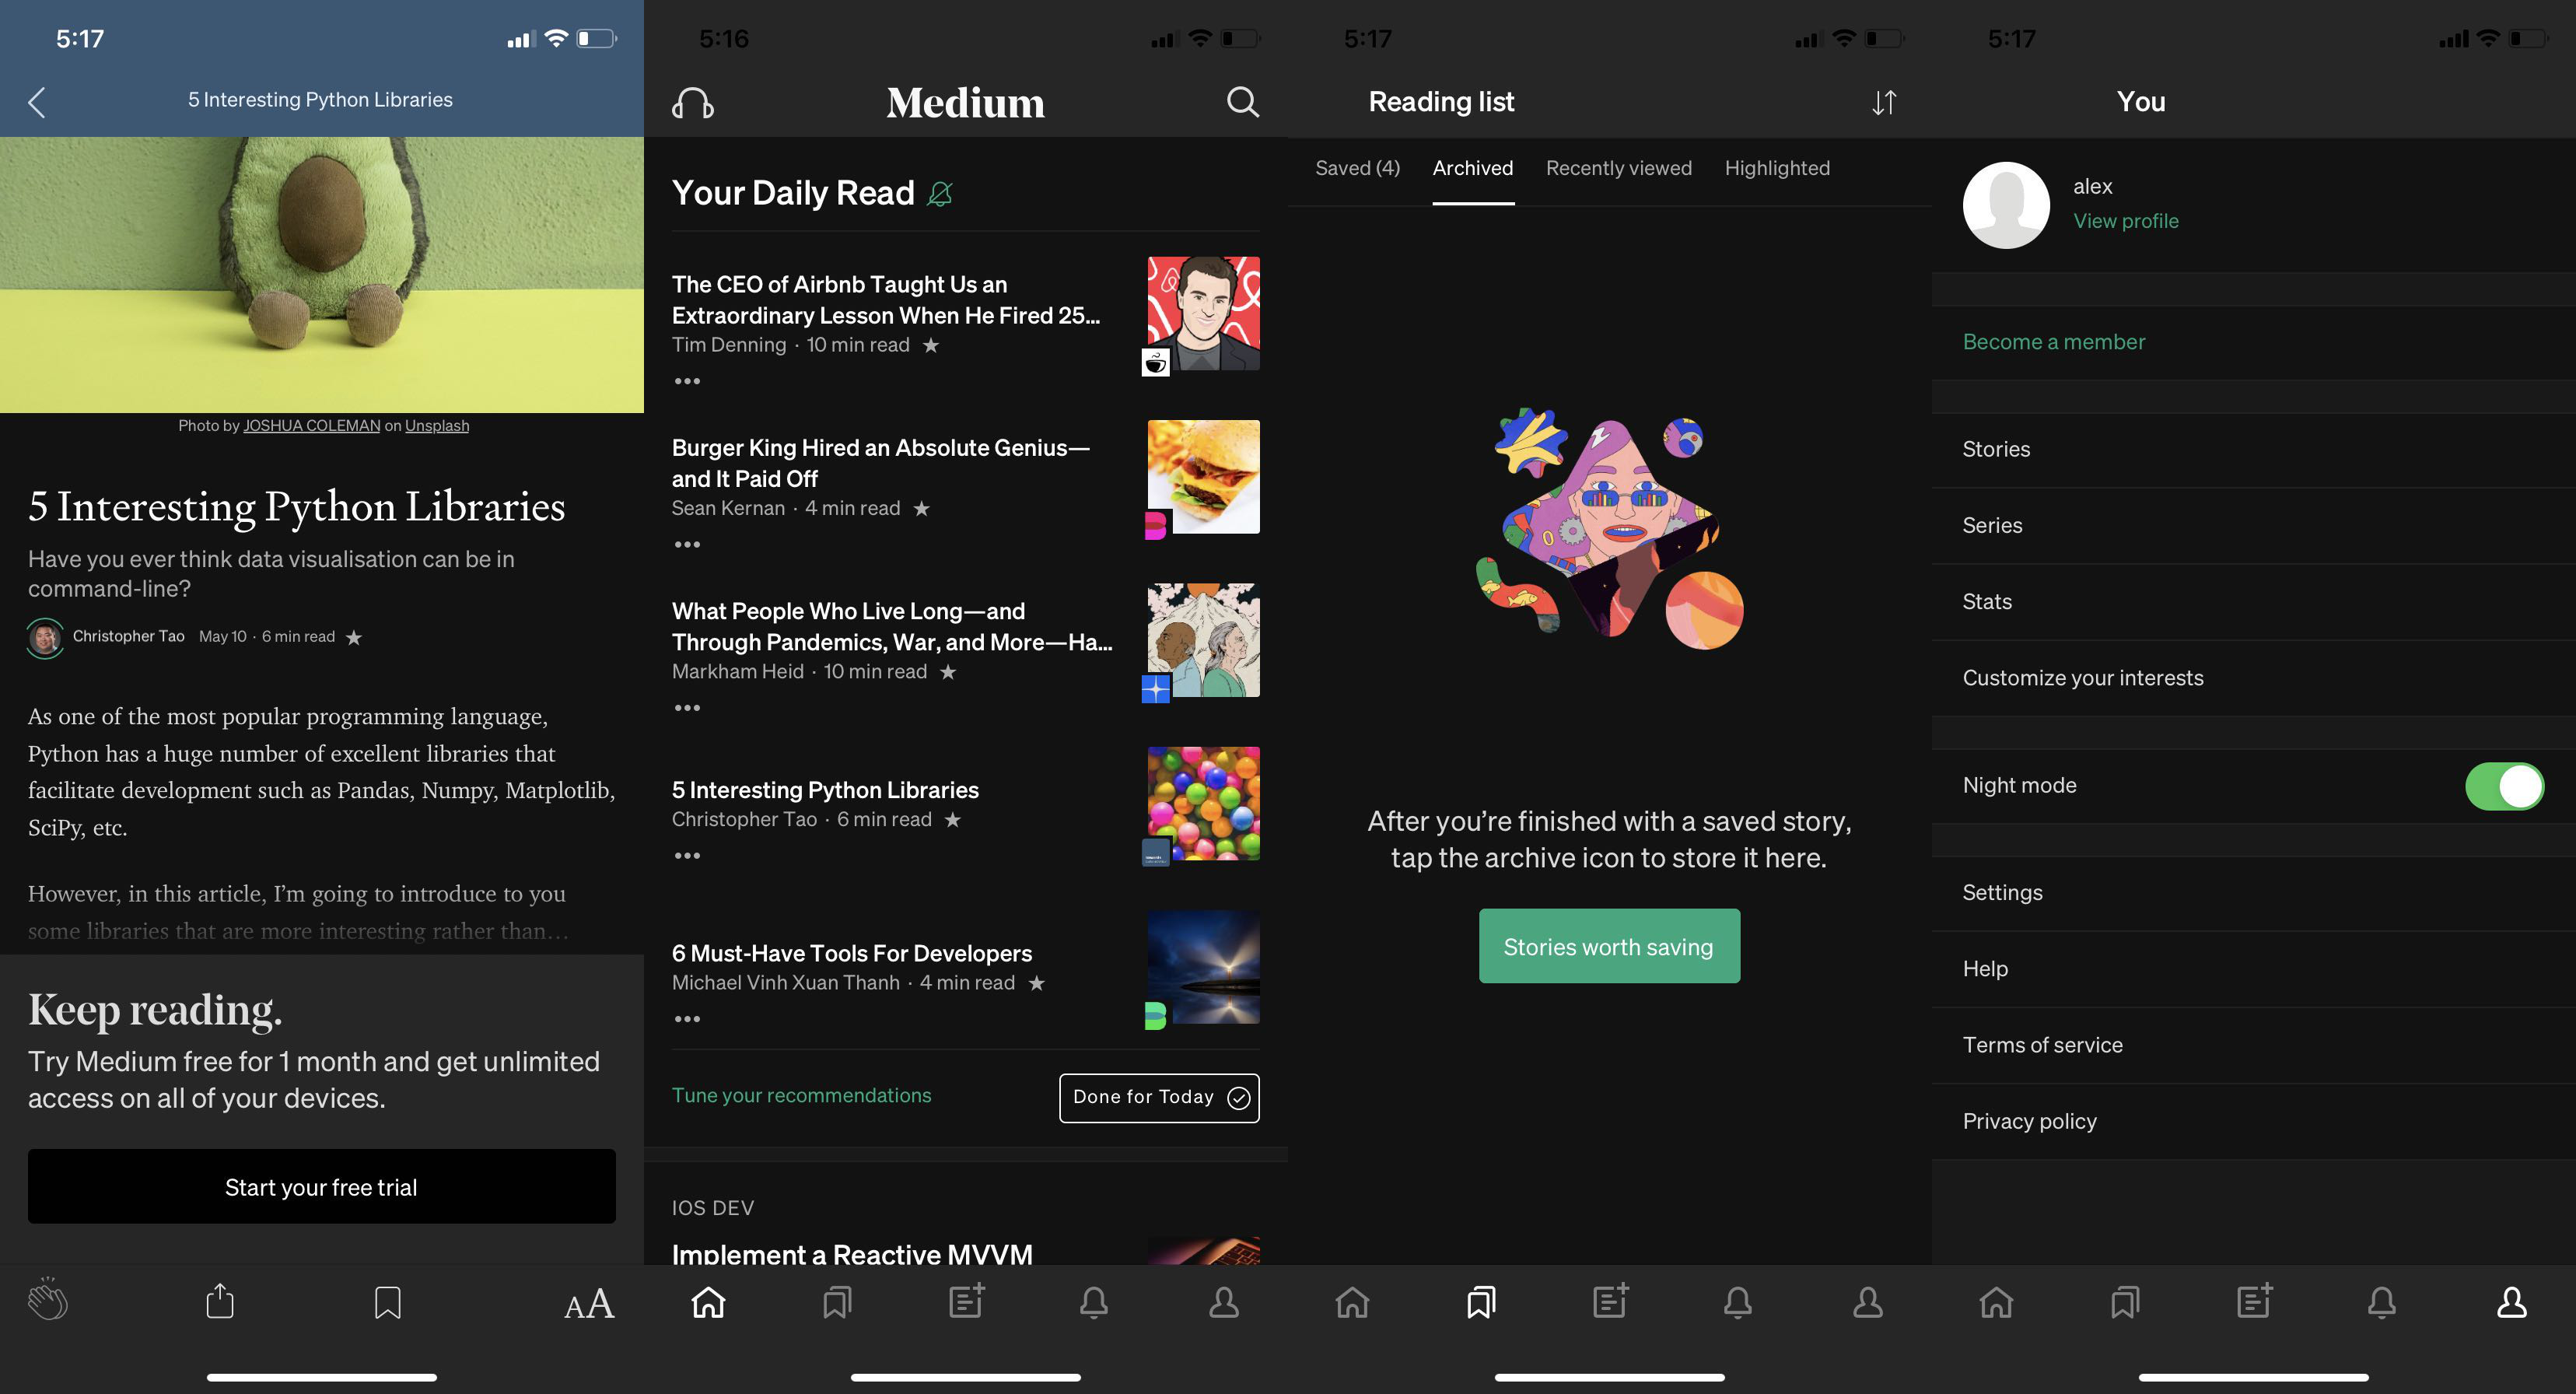 5:17
5 Interesting Python Libraries
Photo by JOSHUA COLEMAN on Unsplash
5 Interesting Python Libraries
Have you ever think data visualisation can be in
command-line?
Christopher Tao May 10 · 6 min read
As one of the most popular programming language,
Python has a huge number of excellent libraries that
facilitate development such as Pandas, Numpy, Matplotlib,
SciPy, etc.
However, in this article, I’m going to introduce to you
some libraries that are more interesting rather than…
Keep reading.
Try Medium free for 1 month and get unlimited
access on all of your devices.
Start your free trial
AA
5:16
Medium
Your Daily Read
The CEO of Airbnb Taught Us an
Extraordinary Lesson When He Fired 25...
Tim Denning · 10 min read
Burger King Hired an Absolute Genius—
and It Paid Off
Sean Kernan · 4 min read
What People Who Live Long—and
Through Pandemics, War, and More—Ha...
Markham Heid · 10 min read
5 Interesting Python Libraries
Christopher Tao · 6 min read
6 Must-Have Tools For Developers
Michael Vinh Xuan Thanh · 4 min read
Tune your recommendations
Done for Today
IOS DEV
Implement a Reactive MVVM
5:17
Reading list
Saved (4) Archived Recently viewed Highlighted
After you’re finished with a saved story,
tap the archive icon to store it here.
Stories worth saving
5:17
You
alex
View profile
Become a member
Stories
Series
Stats
Customize your interests
Night mode
Settings
Help
Terms of service
Privacy policy